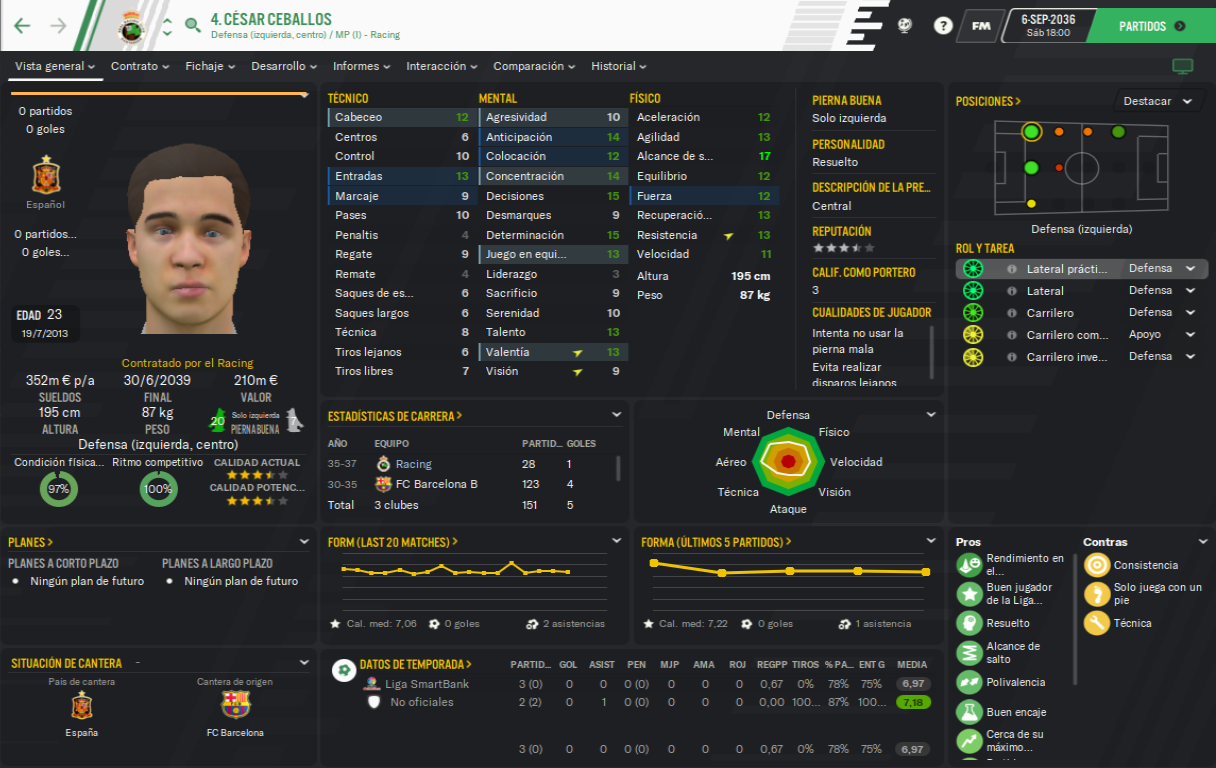 4. CÉSAR CEBALLOS
Defensa (izquierda, centro) / MP (I) - Racing
?
FM
6-SEP-2036
Sáb 18:00
PARTIDOS
Vista general
Contrato
Fichaje
Desarrollo
Informes
Interacción
Comparación
Historial
0 partidos
0 goles
Español
0 partidos...
0 goles...
EDAD 23
19/7/2013
Contratado por el Racing
352m € p/a
SUELDOS
30/6/2039
FINAL
210m €
VALOR
195 cm
ALTURA
87 kg
PESO
20
Solo izquierda
PIERNA BUENA
7
Defensa (izquierda, centro)
Condición física...
97%
Ritmo competitivo
100%
CALIDAD ACTUAL
CALIDAD POTENC...
TÉCNICO
Cabeceo 12
Centros 6
Control 10
Entradas 13
Marcaje 9
Pases 10
Penaltis 4
Regate 9
Remate 4
Saques de es... 6
Saques largos 6
Técnica 8
Tiros lejanos 6
Tiros libres 7
MENTAL
Agresividad 10
Anticipación 14
Colocación 12
Concentración 14
Decisiones 15
Desmarques 9
Determinación 15
Juego en equi... 13
Liderazgo 3
Sacrificio 9
Serenidad 10
Talento 13
Valentía 13
Visión 9
FÍSICO
Aceleración 12
Agilidad 13
Alcance de s... 17
Equilibrio 12
Fuerza 12
Recuperació... 13
Resistencia 13
Velocidad 11
Altura 195 cm
Peso 87 kg
PIERNA BUENA
Solo izquierda
PERSONALIDAD
Resuelto
DESCRIPCIÓN DE LA PRE...
Central
REPUTACIÓN
CALIF. COMO PORTERO
3
CUALIDADES DE JUGADOR
Intenta no usar la
pierna mala
Evita realizar
disparos lejanos
POSICIONES >
Destacar
Defensa (izquierda)
ROL Y TAREA
Lateral prácti... Defensa
Lateral Defensa
Carrilero Defensa
Carrilero com... Apoyo
Carrilero inve... Defensa
ESTADÍSTICAS DE CARRERA >
AÑO EQUIPO PARTID... GOLES
35-37 Racing 28 1
30-35 FC Barcelona B 123 4
Total 3 clubes 151 5
Defensa
Físico
Velocidad
Visión
Ataque
Técnica
Aéreo
Mental
PLANES >
PLANES A CORTO PLAZO
Ningún plan de futuro
PLANES A LARGO PLAZO
Ningún plan de futuro
FORM (LAST 20 MATCHES) >
Cal. med: 7,06
0 goles
2 asistencias
FORMA (ÚLTIMOS 5 PARTIDOS) >
Cal. med: 7,22
0 goles
1 asistencia
Pros
Rendimiento en
el...
Buen jugador
de la Liga...
Resuelto
Alcance de
salto
Polivalencia
Buen encaje
Cerca de su
máximo...
Contras
Consistencia
Solo juega con un
pie
Técnica
SITUACIÓN DE CANTERA -
País de cantera
España
Cantera de origen
FC Barcelona
DATOS DE TEMPORADA > PARTID... GOL ASIST PEN MJP AMA ROJ REGPP TIROS % PA... ENT G MEDIA
Liga SmartBank 3 (0) 0 0 0 (0) 0 0 0 0,67 0% 78% 75% 6,97
No oficiales 2 (2) 0 1 0 (0) 0 0 0 0,00 100... 87% 100... 7,18
3 (0) 0 0 0 (0) 0 0 0 0,67 0% 78% 75% 6,97